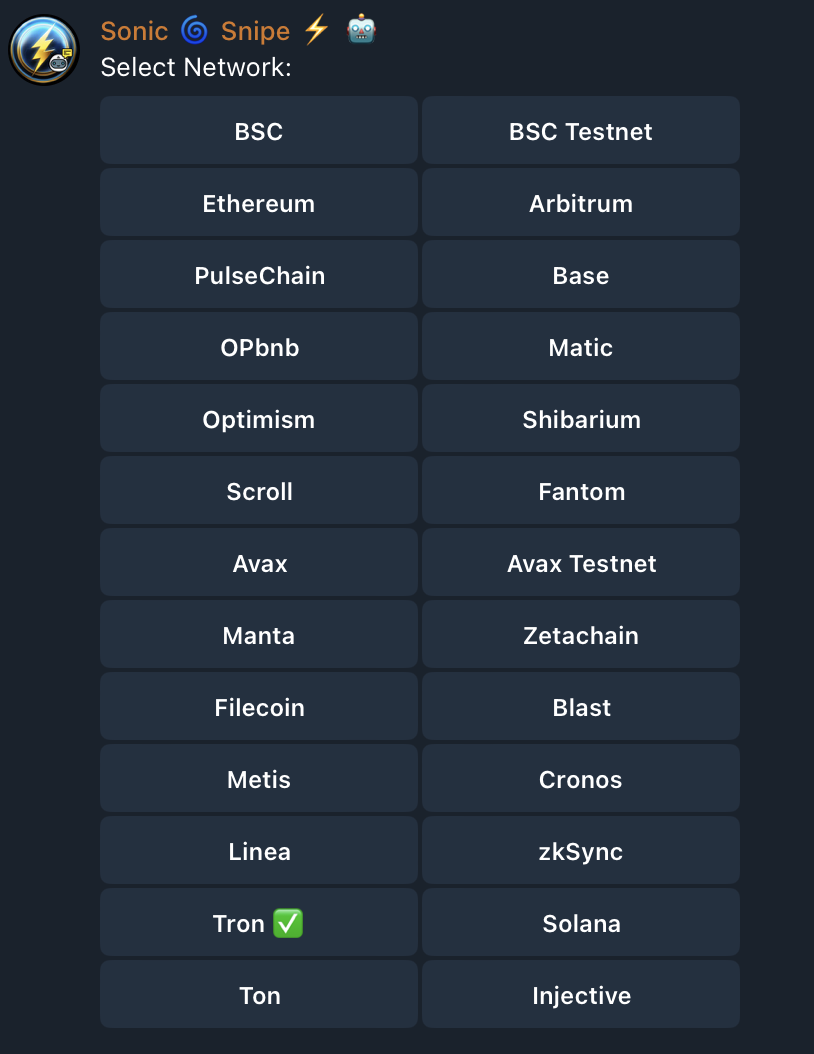 Sonic 🌀 Snipe ⚡ 🤖
Select Network:
BSC
BSC Testnet
Ethereum
Arbitrum
PulseChain
Base
OPbnb
Matic
Optimism
Shibarium
Scroll
Fantom
Avax
Avax Testnet
Manta
Zetachain
Filecoin
Blast
Metis
Cronos
Linea
zkSync
Tron ✅
Solana
Ton
Injective